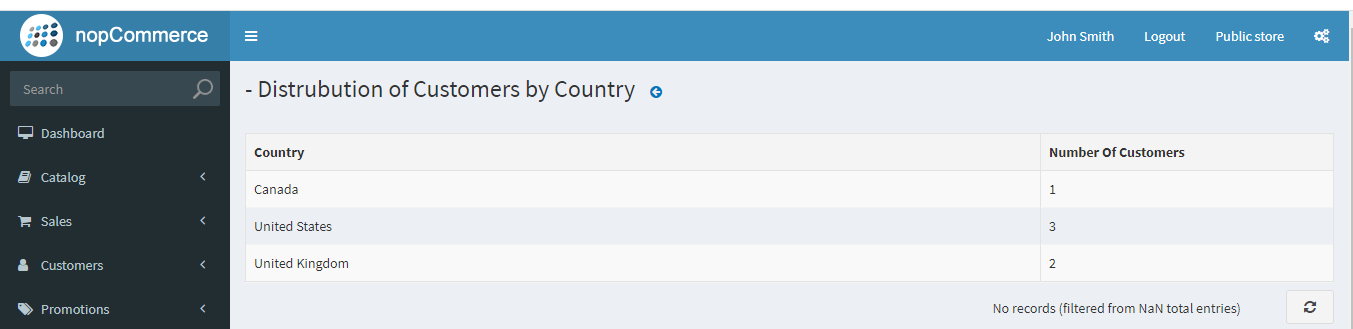 nopCommerce
John Smith Logout Public store
Search
- Distrubution of Customers by Country
Dashboard
Country Number Of Customers
Catalog
Canada 1
Sales
United States 3
Customers
United Kingdom 2
Promotions
No records (filtered from NaN total entries)